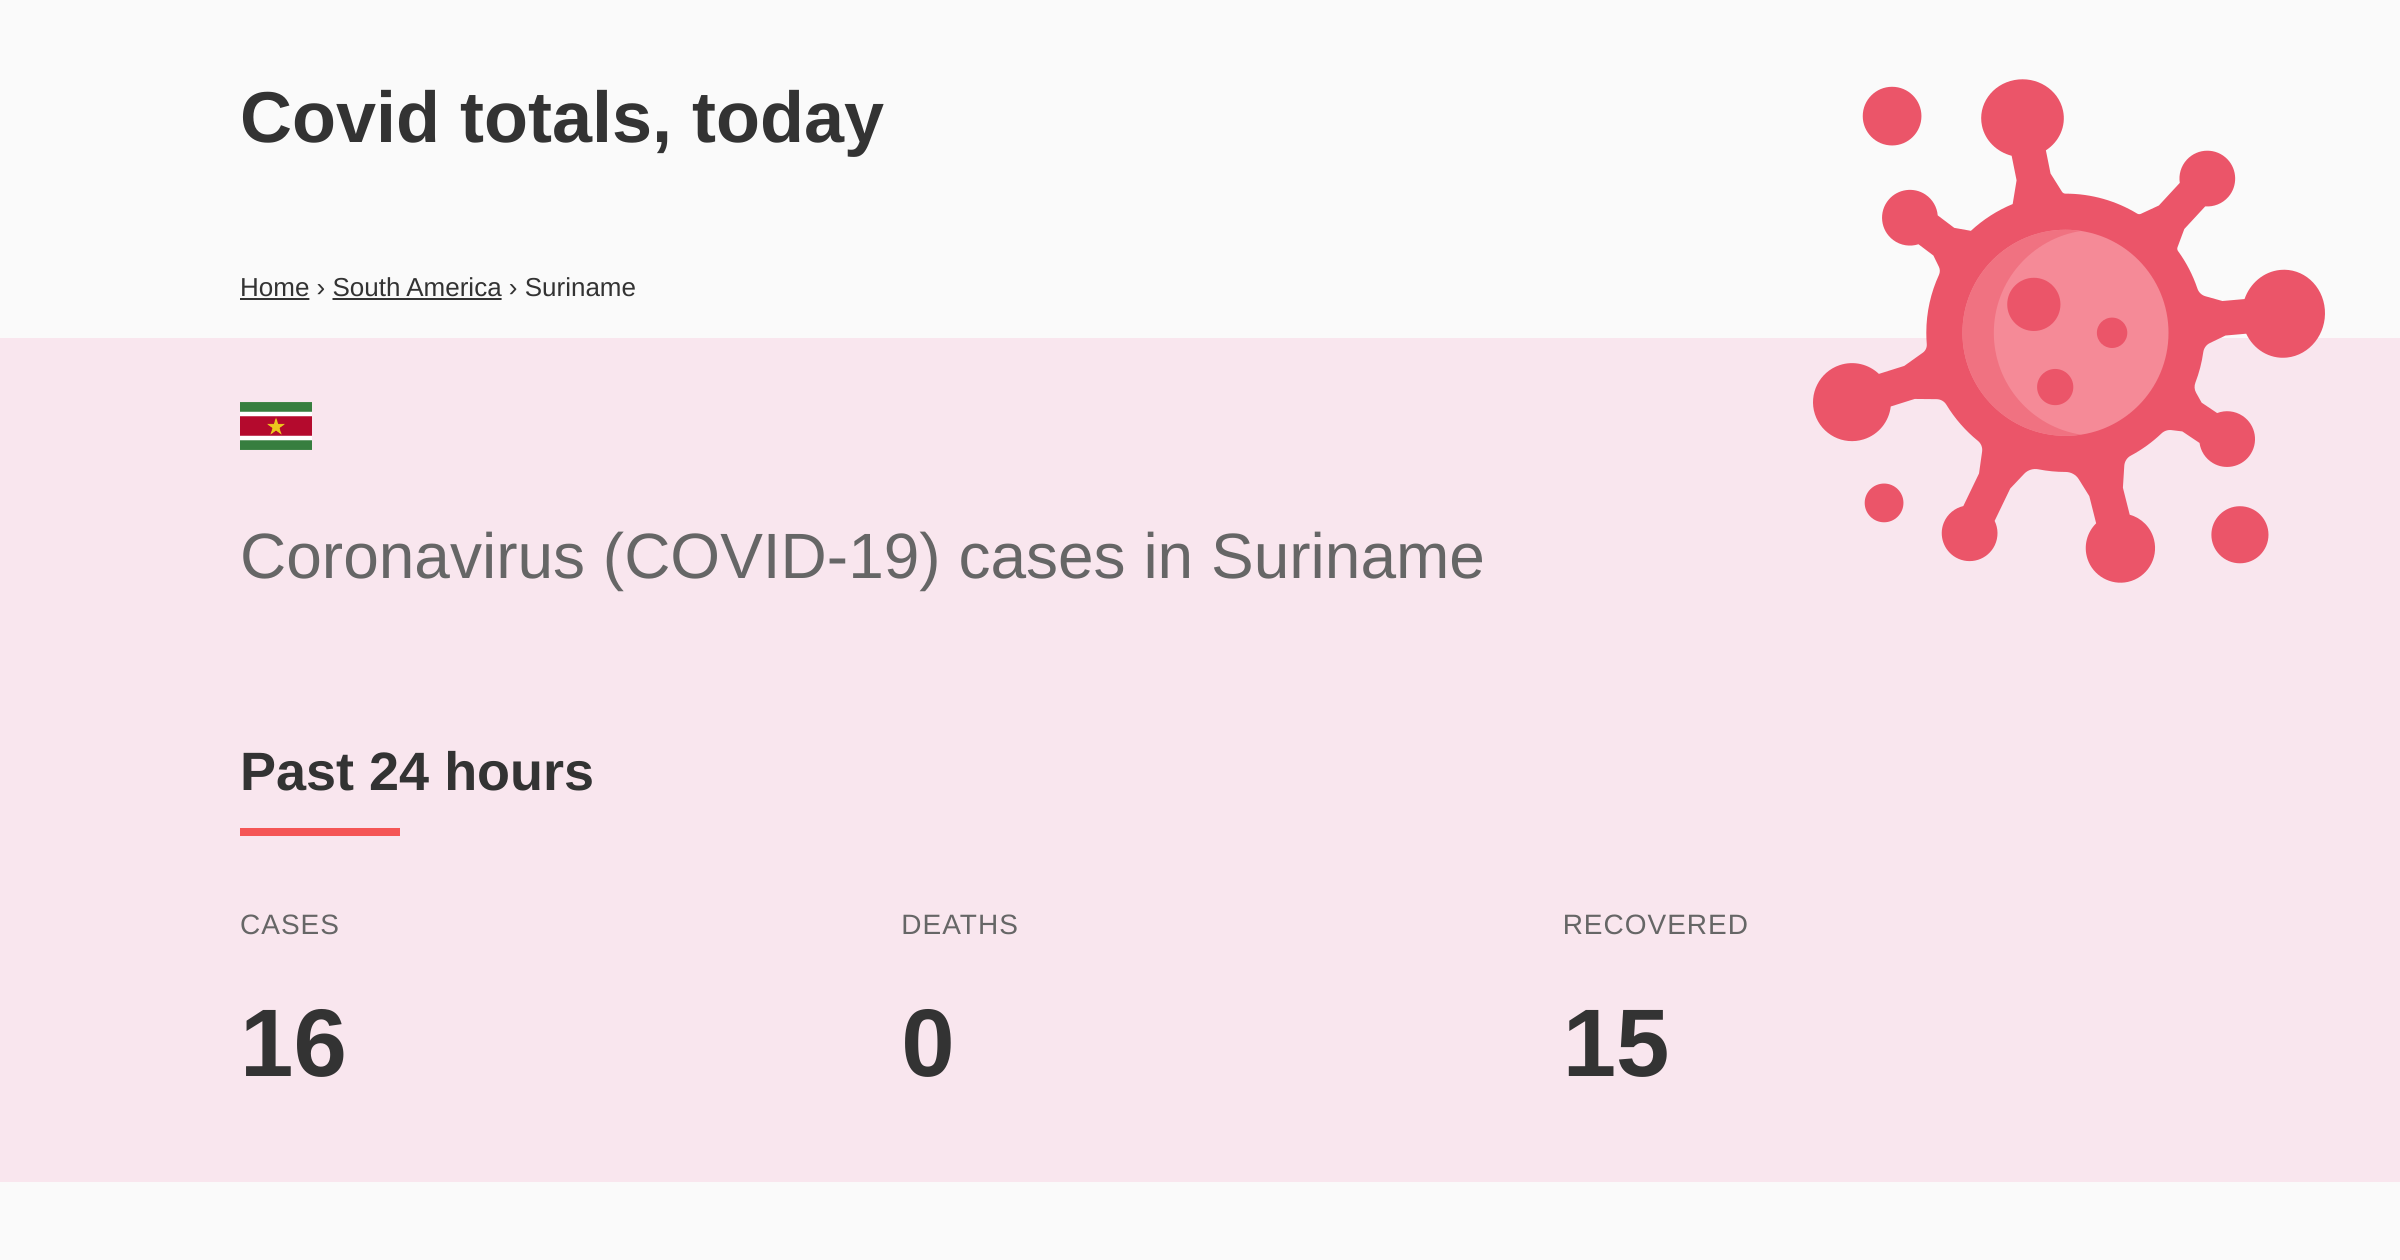 Covid totals, today
Home › South America › Suriname
Coronavirus (COVID-19) cases in Suriname
Past 24 hours
CASES DEATHS RECOVERED
16 0 15